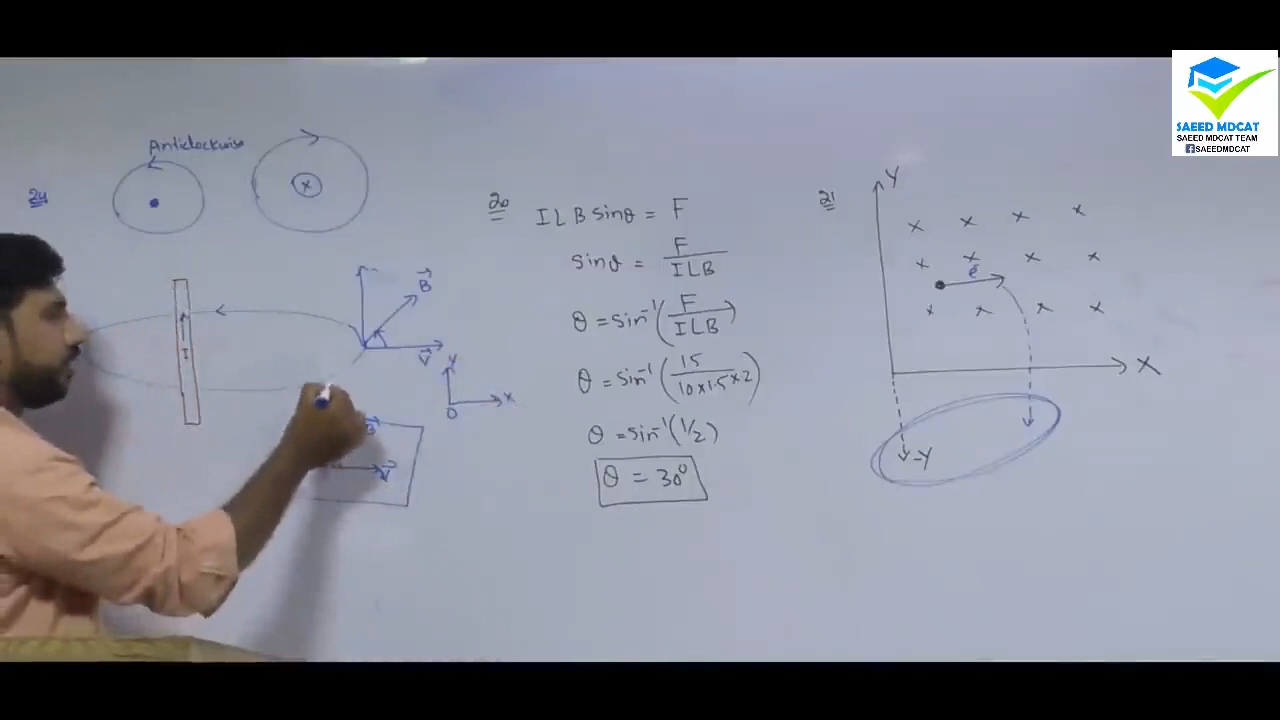 SAEED MDCAT
SAEED MDCAT TEAM
f/SAEEDMDCAT
24
Anticlockwise
x
I
B
V
Y
O
X
B
V
20
ILB sinθ = F
sinθ = F / ILB
θ = sin⁻¹(F / ILB)
θ = sin⁻¹(15 / 10×1.5×2)
θ = sin⁻¹(1/2)
θ = 30°
21
Y
x x x x
x x x x
e
x x x x
X
-Y